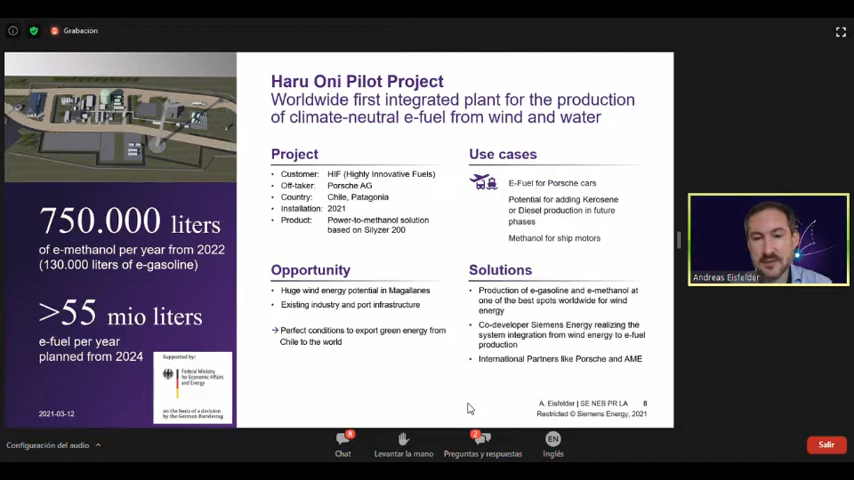 Grabación
Haru Oni Pilot Project
Worldwide first integrated plant for the production
of climate-neutral e-fuel from wind and water
Project
• Customer: HIF (Highly Innovative Fuels)
• Off-taker: Porsche AG
• Country: Chile, Patagonia
• Installation: 2021
• Product: Power-to-methanol solution
based on Silyzer 200
Use cases
E-Fuel for Porsche cars
Potential for adding Kerosene
or Diesel production in future
phases
Methanol for ship motors
750.000 liters
of e-methanol per year from 2022
(130.000 liters of e-gasoline)
>55 mio liters
e-fuel per year
planned from 2024
Supported by:
Federal Ministry
for Economic Affairs
and Energy
on the basis of a decision
by the German Bundestag
2021-03-12
Opportunity
• Huge wind energy potential in Magallanes
• Existing industry and port infrastructure
→ Perfect conditions to export green energy from
Chile to the world
Solutions
• Production of e-gasoline and e-methanol at
one of the best spots worldwide for wind
energy
• Co-developer Siemens Energy realizing the
system integration from wind energy to e-fuel
production
• International Partners like Porsche and AME
A. Eisfelder | SE NEB PR LA 8
Restricted © Siemens Energy, 2021
Andreas Eisfelder
Configuración del audio
8
Chat
Levantar la mano
2
Preguntas y respuestas
EN
Inglés
Salir